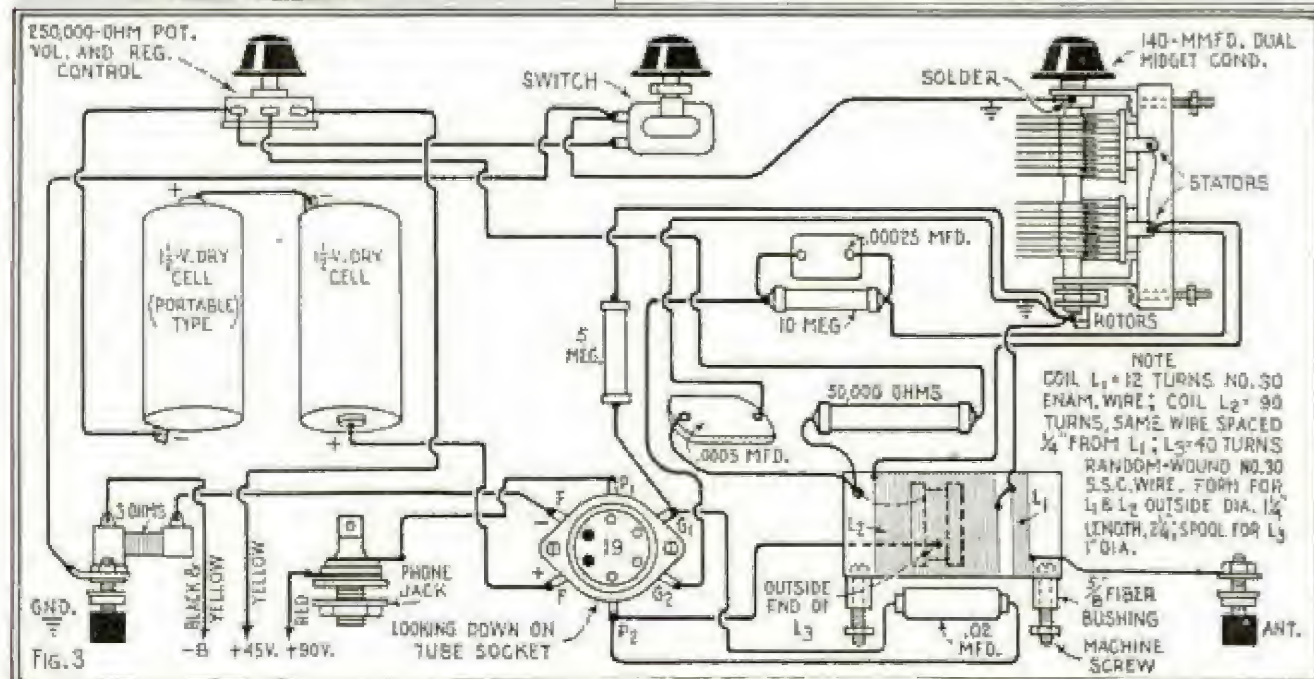 250,000-OHM POT.
VOL. AND REG.
CONTROL
SWITCH
SOLDER
140-MMFD. DUAL
MIDGET COND.
STATORS
+
-
1½-V. DRY
CELL
(PORTABLE
TYPE)
1½-V. DRY
CELL
-
+
5
MEG.
.00025 MFD.
10 MEG.
ROTORS
50,000 OHMS
.0005 MFD.
NOTE
COIL L1=12 TURNS NO.30
ENAM. WIRE; COIL L2= 90
TURNS, SAME WIRE SPACED
¼" FROM L1; L3=40 TURNS
RANDOM-WOUND NO.30
S.S.C. WIRE. FORM FOR
L1 & L2 OUTSIDE DIA. 1¼"
LENGTH, 2¼"; SPOOL FOR L3
1" DIA.
3 OHMS
GND.
BLACK &
YELLOW
YELLOW
RED
-B +45V. +90V.
PHONE
JACK
P1
F
-
G1
19
+
F
G2
P2
LOOKING DOWN ON
TUBE SOCKET
L2
L1
OUTSIDE
END OF
L3
.02
MFD.
5/8" FIBER
BUSHING
MACHINE
SCREW
ANT.
FIG. 3